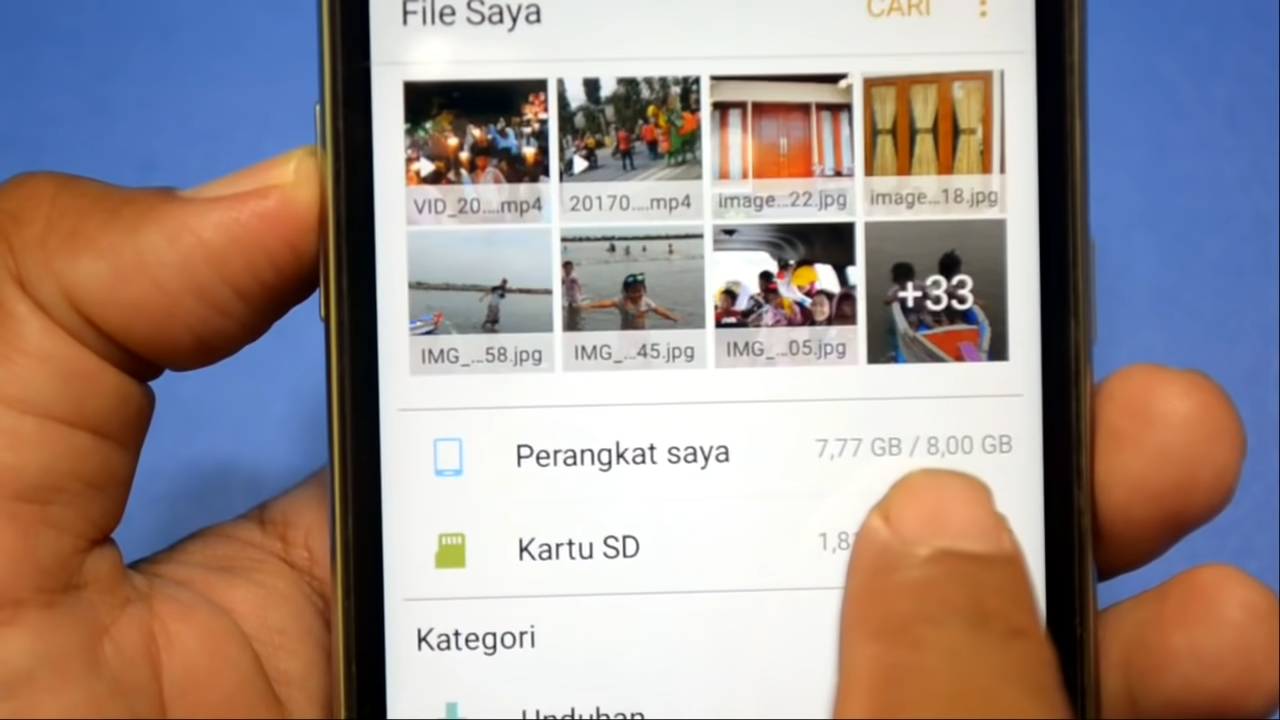 File Saya CARI
VID_20....mp4 20170....mp4 image...22.jpg image...18.jpg
+33
IMG_...58.jpg IMG_...45.jpg IMG_...05.jpg
Perangkat saya 7,77 GB / 8,00 GB
Kartu SD 1,8
Kategori
Unduhan